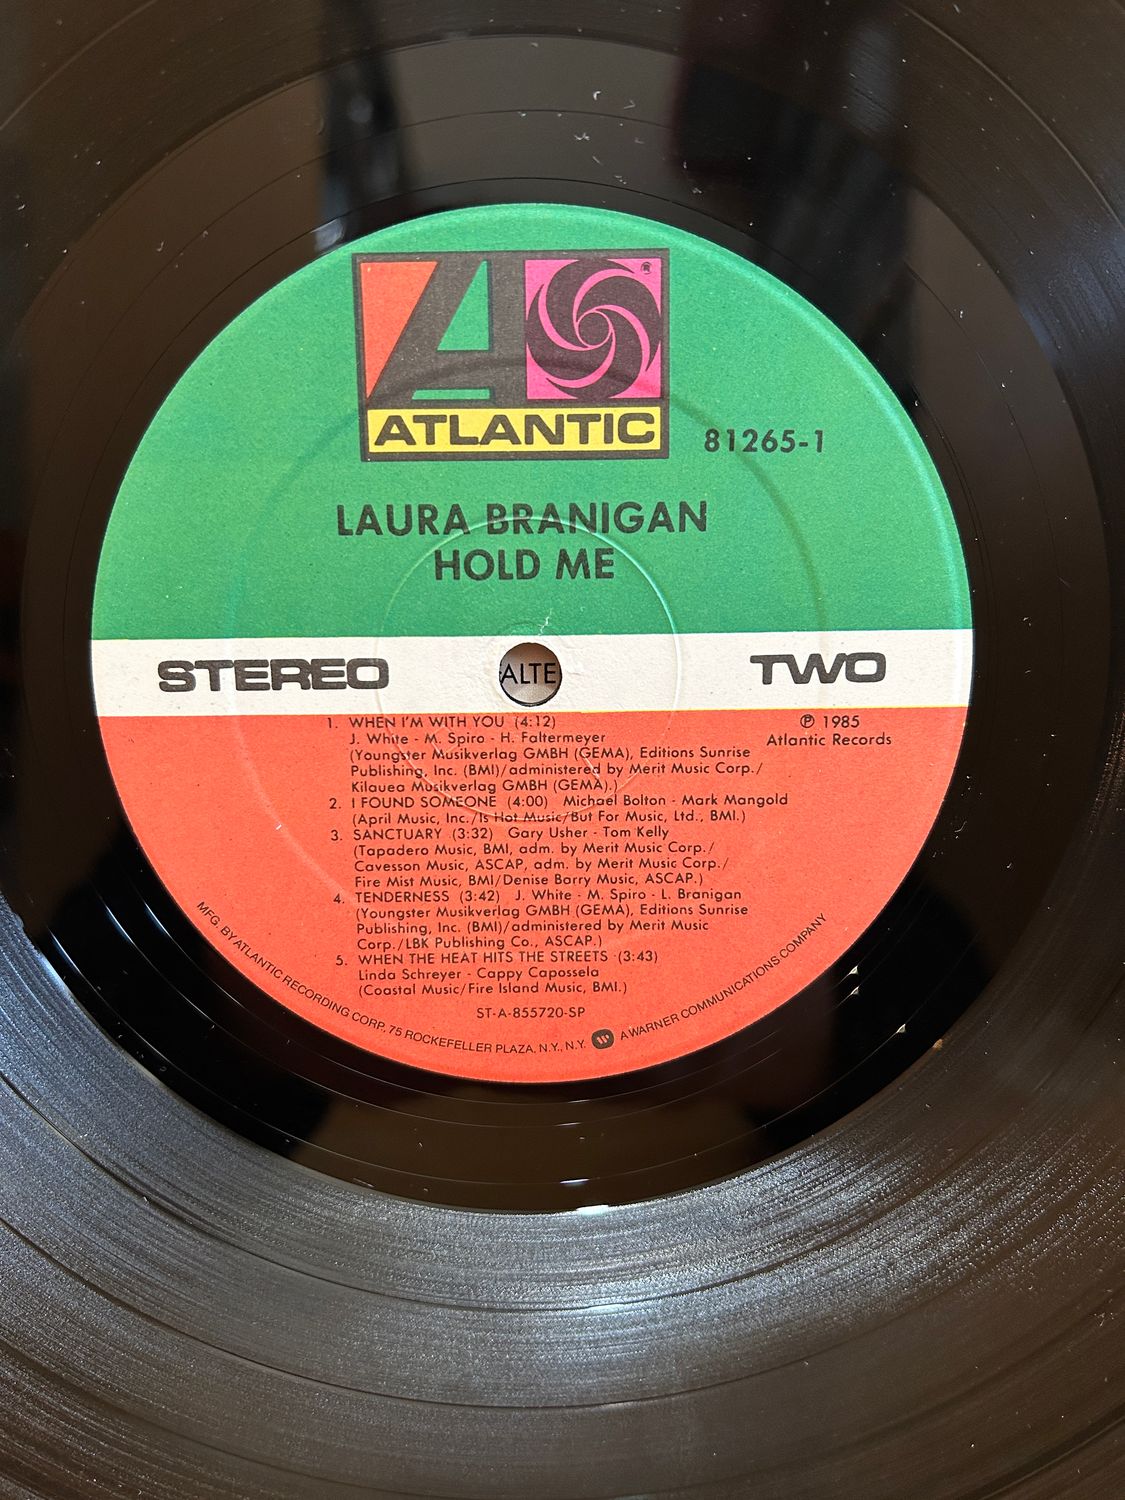 ATLANTIC
®
81265-1
LAURA BRANIGAN
HOLD ME
STEREO
ALTE
TWO
1. WHEN I'M WITH YOU (4:12)
J. White - M. Spiro - H. Faltermeyer
(Youngster Musikverlag GMBH (GEMA), Editions Sunrise
Publishing, Inc. (BMI)/administered by Merit Music Corp./
Kilauea Musikverlag GMBH (GEMA).)
2. I FOUND SOMEONE (4:00) Michael Bolton - Mark Mangold
(April Music, Inc./Is Hot Music/But For Music, Ltd., BMI.)
3. SANCTUARY (3:32) Gary Usher - Tom Kelly
(Tapadero Music, BMI, adm. by Merit Music Corp./
Cavesson Music, ASCAP, adm. by Merit Music Corp./
Fire Mist Music, BMI/Denise Barry Music, ASCAP.)
4. TENDERNESS (3:42) J. White - M. Spiro - L. Branigan
(Youngster Musikverlag GMBH (GEMA), Editions Sunrise
Publishing, Inc. (BMI)/administered by Merit Music
Corp./LBK Publishing Co., ASCAP.)
5. WHEN THE HEAT HITS THE STREETS (3:43)
Linda Schreyer - Cappy Capossela
(Coastal Music/Fire Island Music, BMI.)
℗ 1985
Atlantic Records
ST-A-855720-SP
MFG. BY ATLANTIC RECORDING CORP. 75 ROCKEFELLER PLAZA, N.Y., N.Y. A WARNER COMMUNICATIONS COMPANY